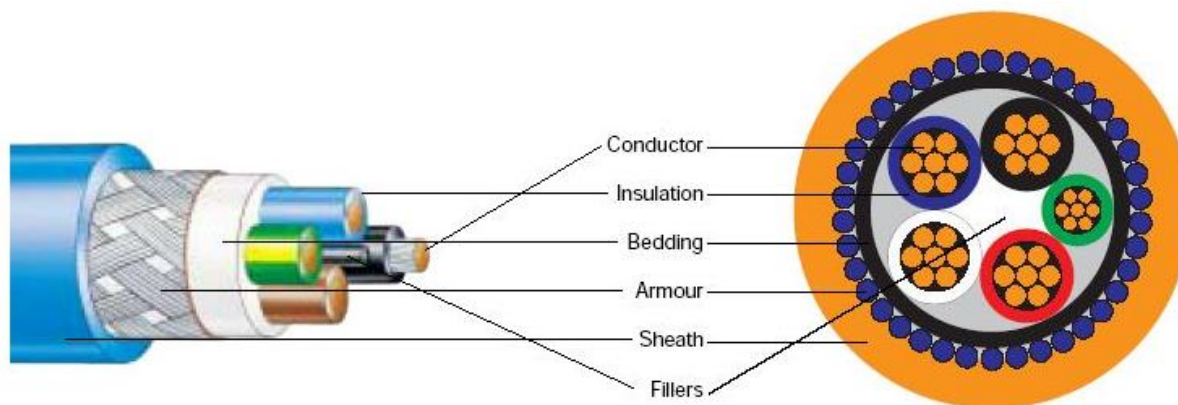 Conductor
Insulation
Bedding
Armour
Sheath
Fillers